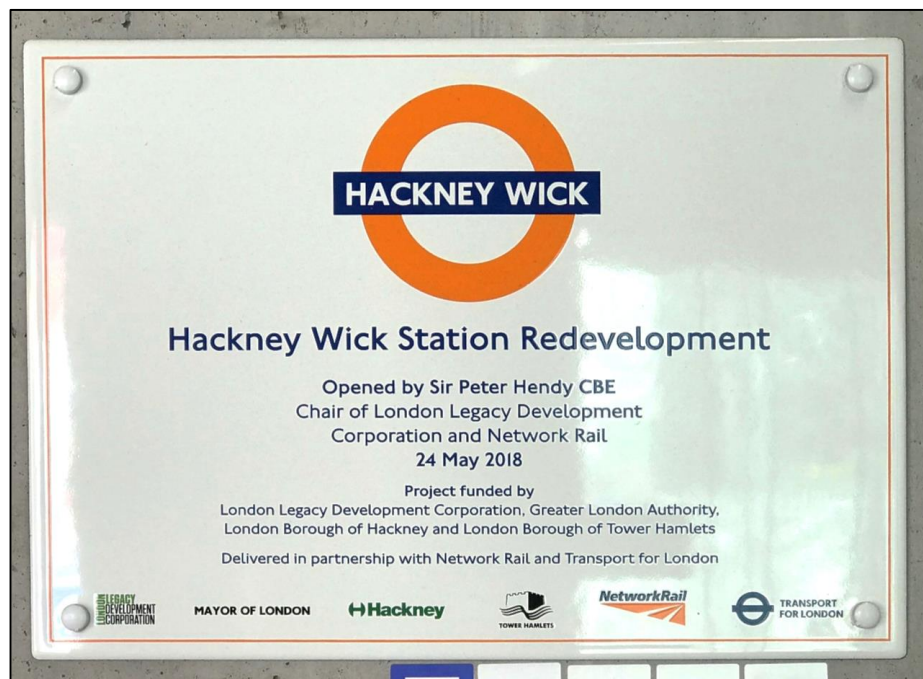 HACKNEY WICK
Hackney Wick Station Redevelopment
Opened by Sir Peter Hendy CBE
Chair of London Legacy Development
Corporation and Network Rail
24 May 2018
Project funded by
London Legacy Development Corporation, Greater London Authority,
London Borough of Hackney and London Borough of Tower Hamlets
Delivered in partnership with Network Rail and Transport for London
LONDON
LEGACY
DEVELOPMENT
CORPORATION
MAYOR OF LONDON
Hackney
TOWER HAMLETS
NetworkRail
TRANSPORT
FOR LONDON